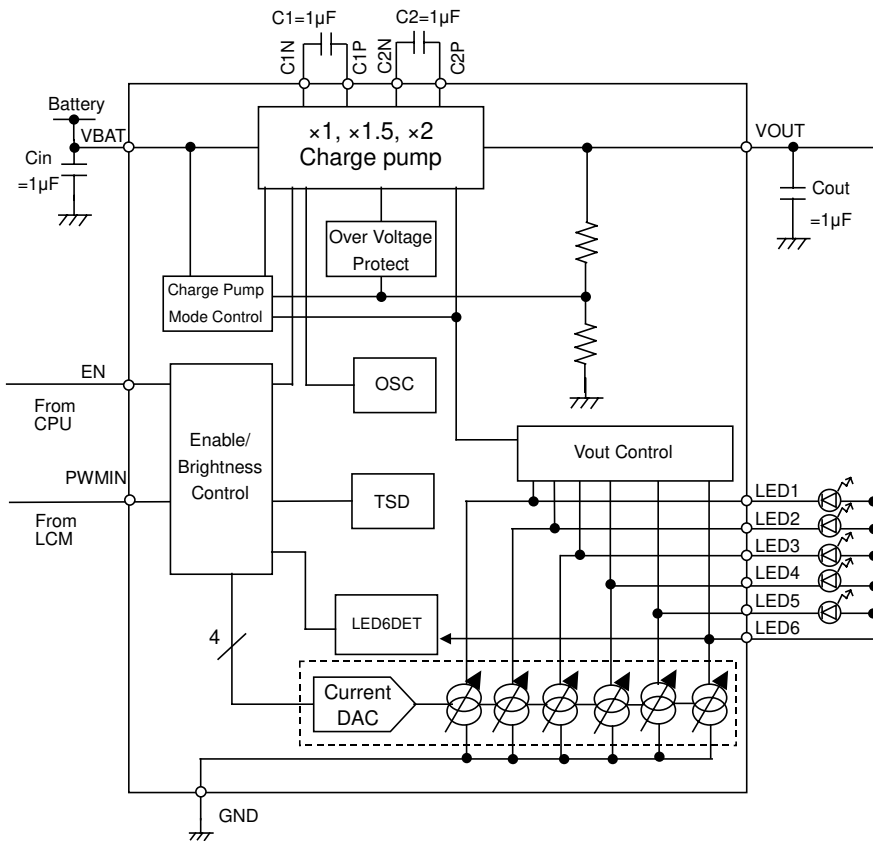 C1=1µF
C2=1µF
C1N
C1P
C2N
C2P
Battery
VBAT
×1, ×1.5, ×2
Charge pump
VOUT
Cin
=1µF
Cout
=1µF
Over Voltage
Protect
Charge Pump
Mode Control
EN
From
CPU
OSC
Enable/
Brightness
Control
Vout Control
PWMIN
From
LCM
TSD
LED1
LED2
LED3
LED4
LED5
LED6
LED6DET
4
Current
DAC
GND